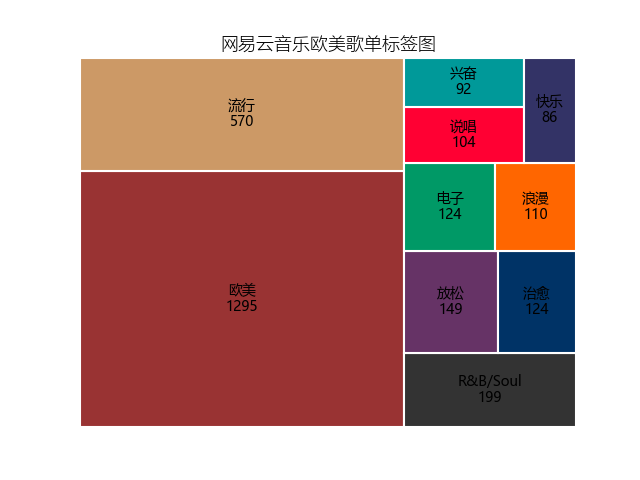 网易云音乐欧美歌单标签图
流行
570
欧美
1295
兴奋
92
快乐
86
说唱
104
电子
124
浪漫
110
放松
149
治愈
124
R&B/Soul
199